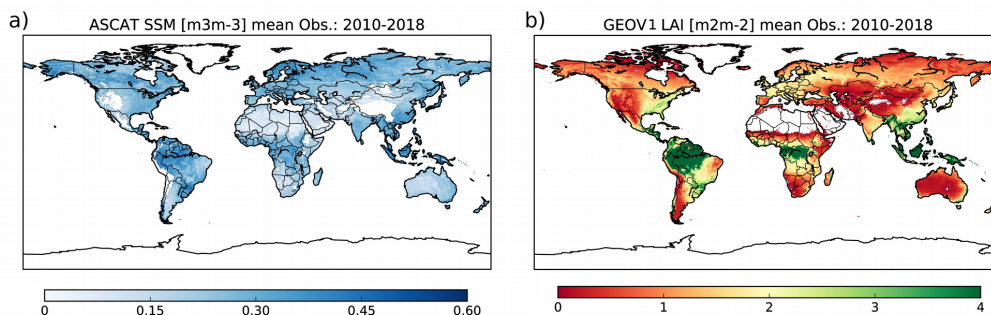 a)
ASCAT SSM [m3m-3] mean Obs.: 2010-2018
0 0.15 0.30 0.45 0.60
b)
GEOV1 LAI [m2m-2] mean Obs.: 2010-2018
0 1 2 3 4